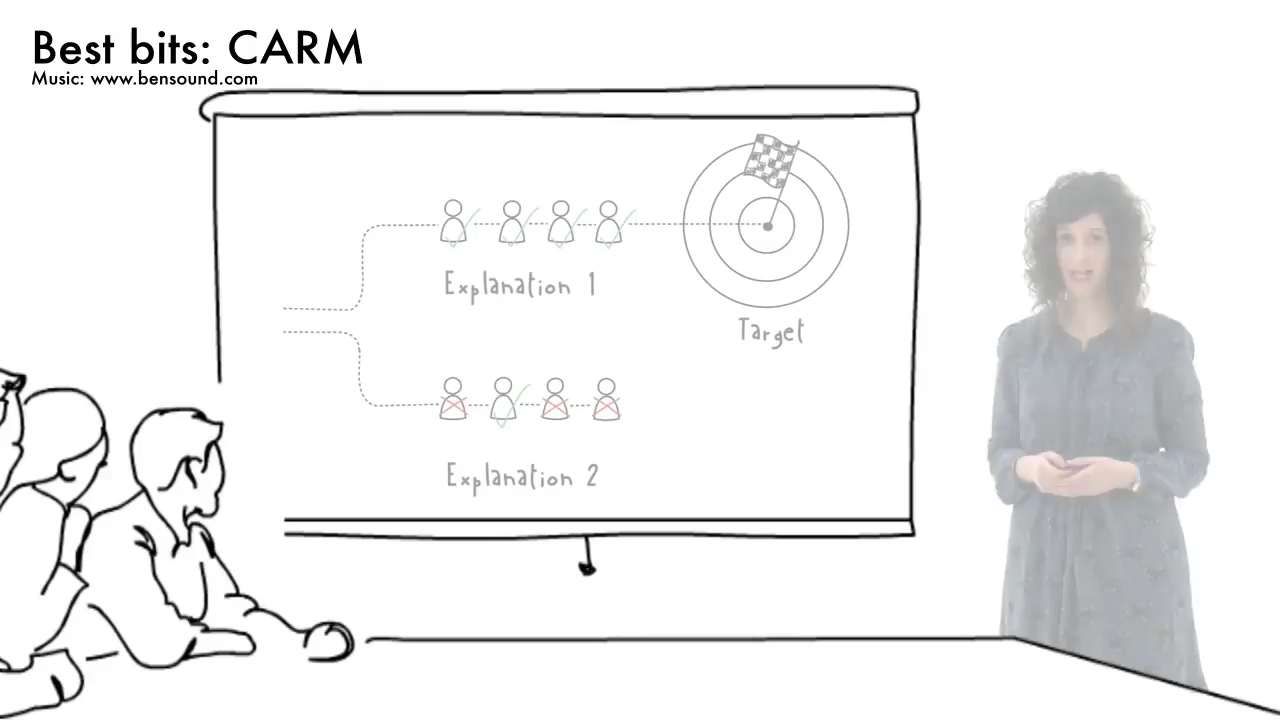 Best bits: CARM
Music: www.bensound.com
Explanation 1
Target
Explanation 2